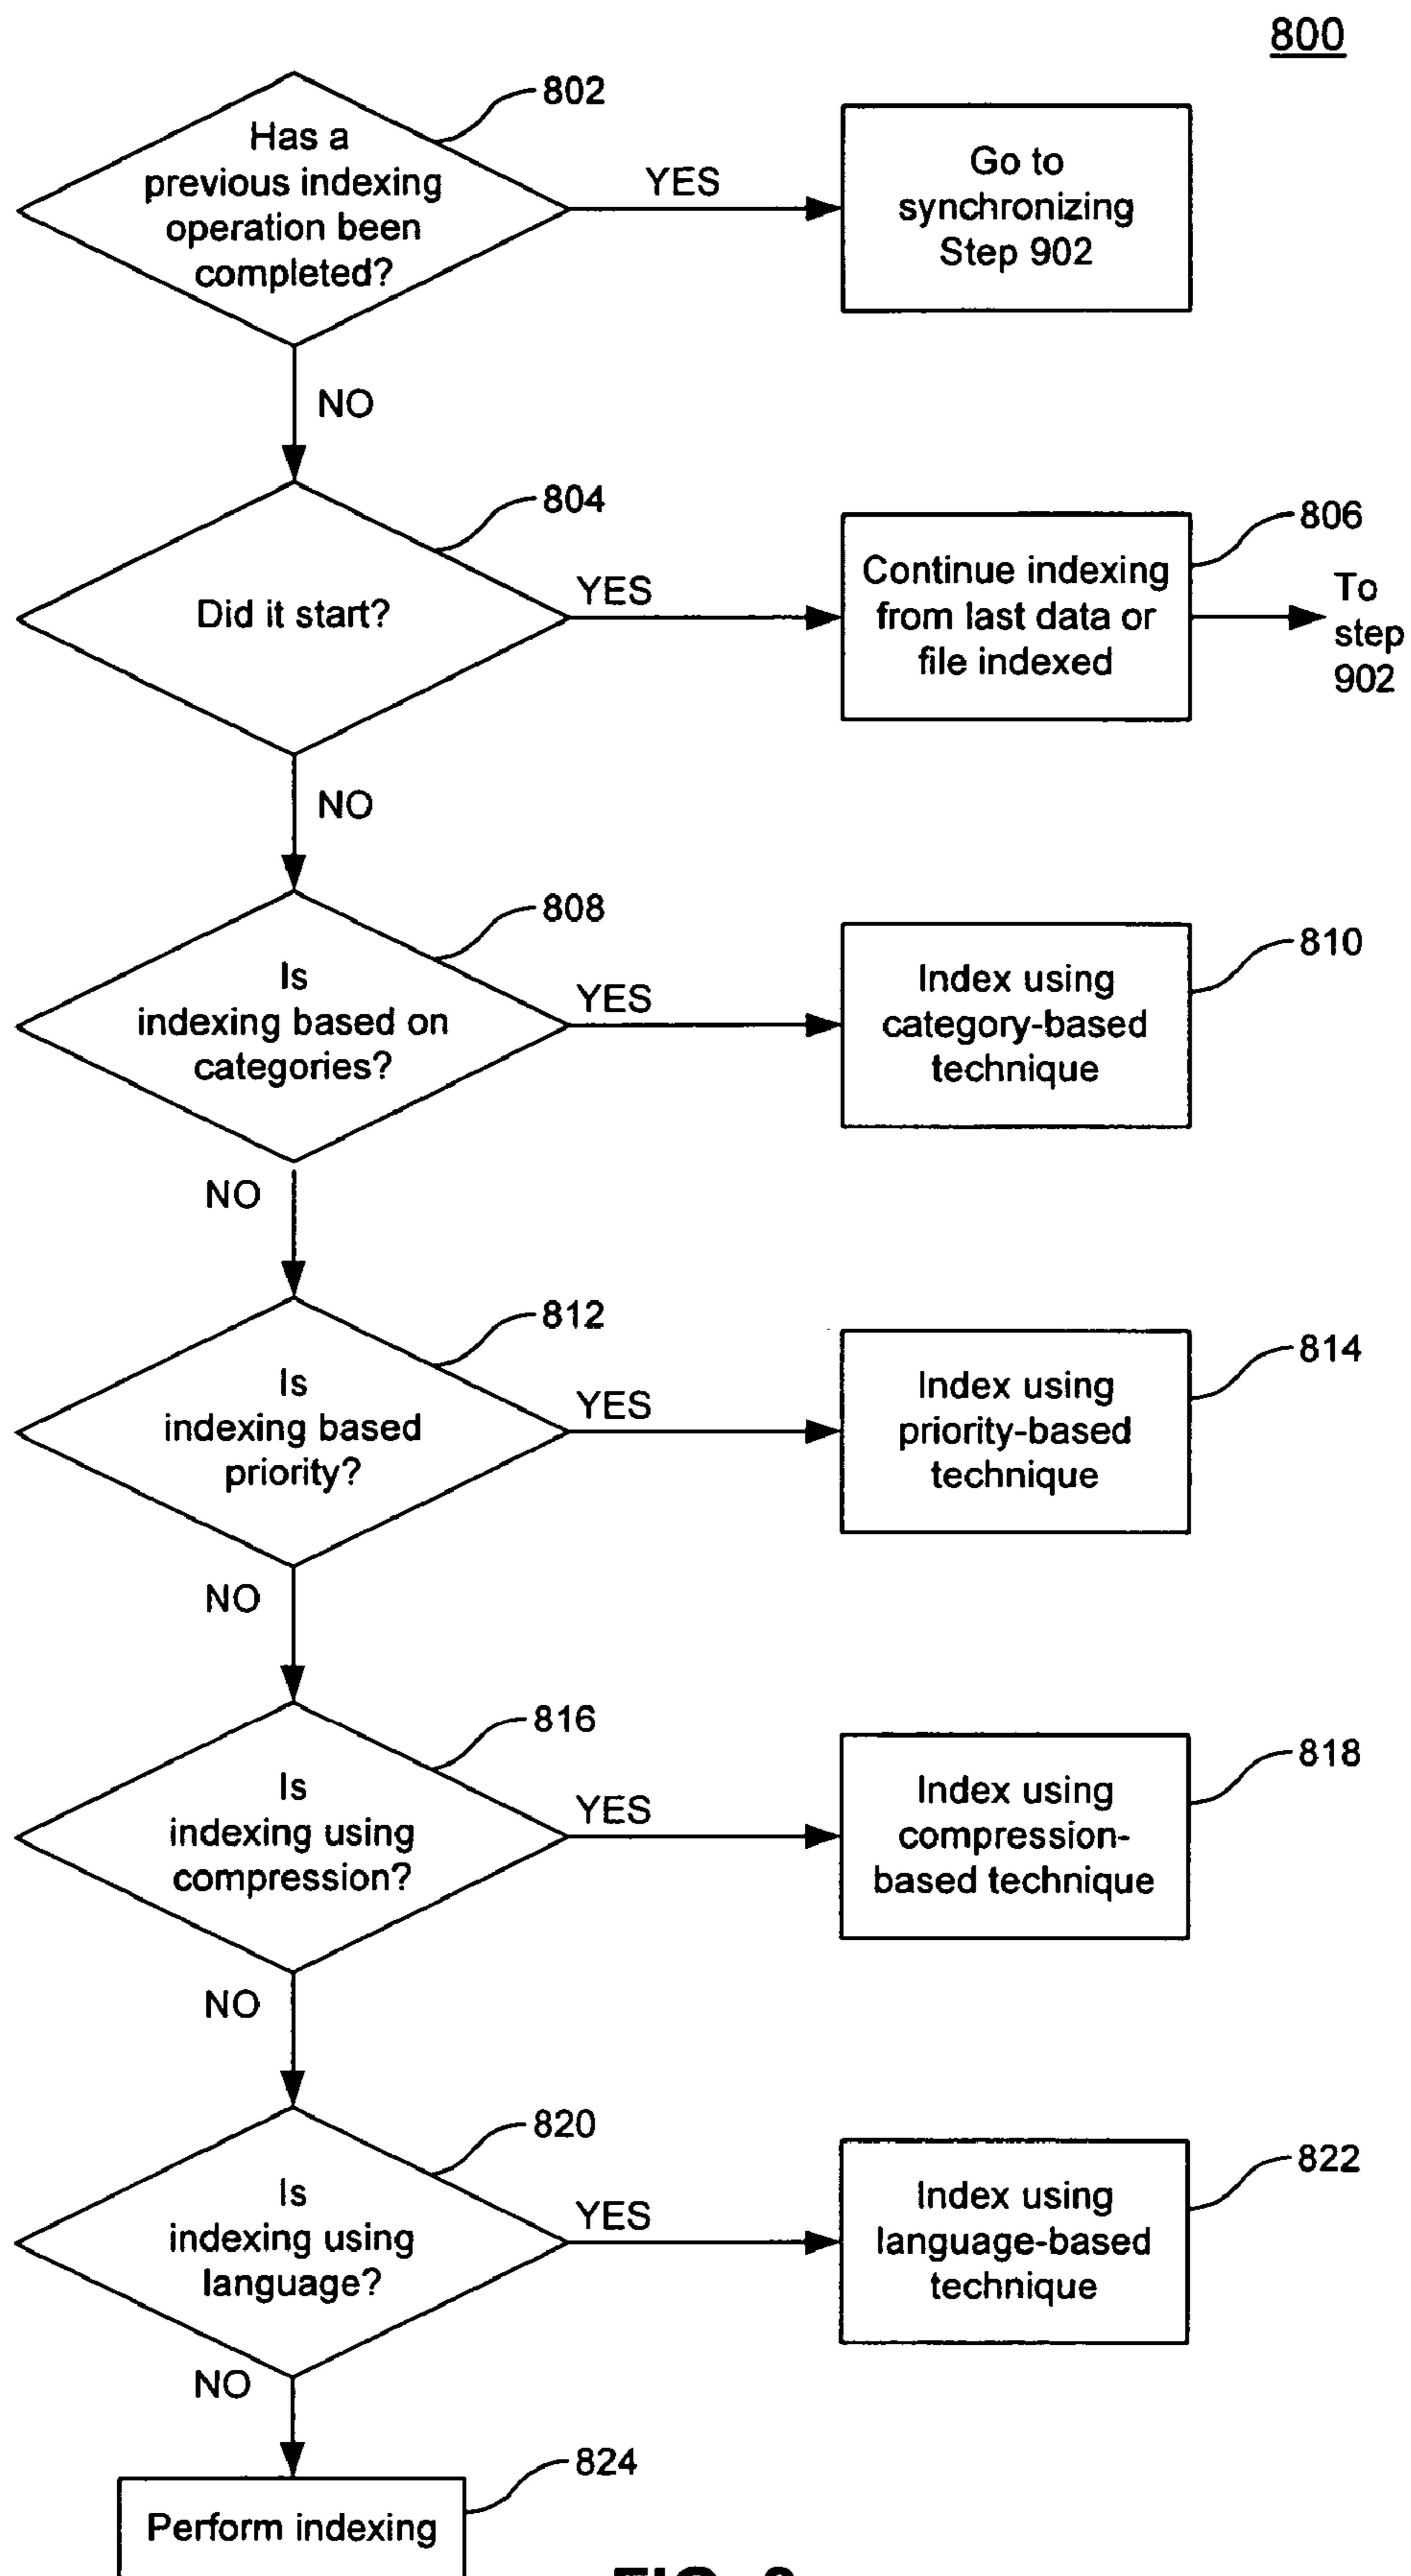 800
802
Has a
previous indexing
operation been
completed?
YES
Go to
synchronizing
Step 902
NO
804
Did it start?
YES
806
Continue indexing
from last data or
file indexed
To
step
902
NO
808
Is
indexing based on
categories?
YES
810
Index using
category-based
technique
NO
812
Is
indexing based
priority?
YES
814
Index using
priority-based
technique
NO
816
Is
indexing using
compression?
YES
818
Index using
compression-
based technique
NO
820
Is
indexing using
language?
YES
822
Index using
language-based
technique
NO
824
Perform indexing